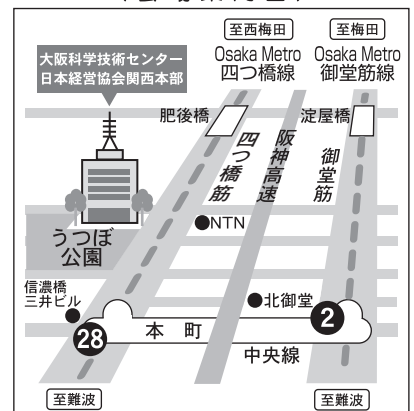 至西梅田
Osaka Metro
四つ橋線
至梅田
Osaka Metro
御堂筋線
大阪科学技術センター
日本経営協会関西本部
肥後橋
淀屋橋
四つ橋筋
阪神高速
御堂筋
うつぼ
公園
●NTN
信濃橋
三井ビル
●北御堂
28
本町
2
中央線
至難波
至難波